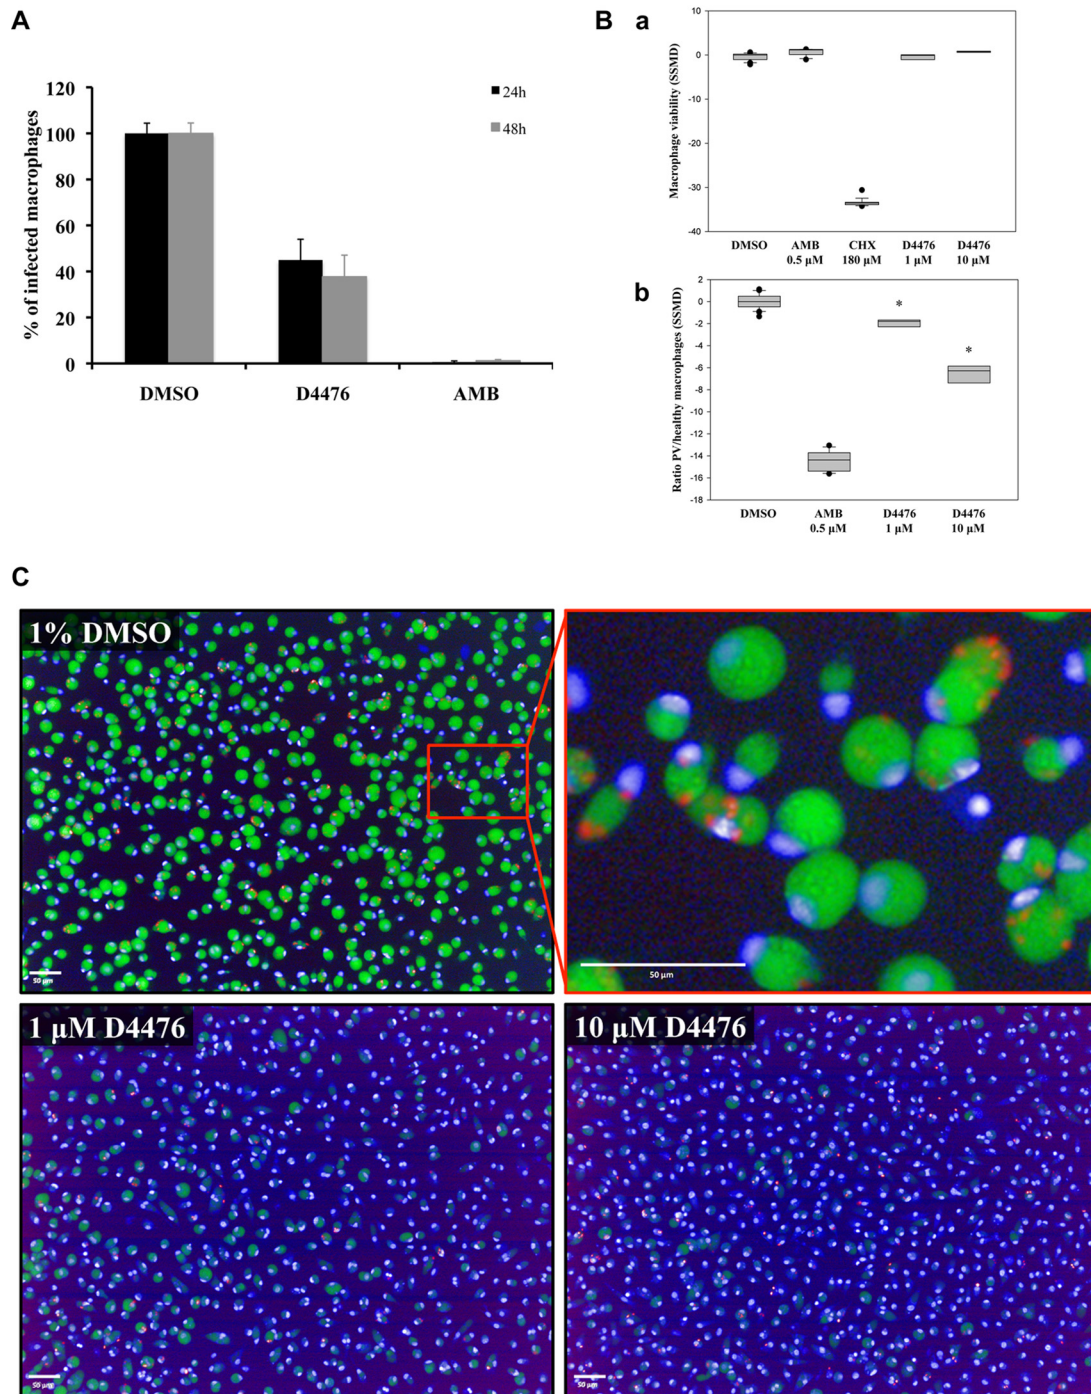 A
% of infected macrophages
120
100
80
60
40
20
0
24h
48h
DMSO
D4476
AMB
B
a
Macrophage viability (SSMD)
10
0
-10
-20
-30
-40
DMSO
AMB
0.5 μM
CHX
180 μM
D4476
1 μM
D4476
10 μM
b
Ratio PV/healthy macrophages (SSMD)
2
0
-2
-4
-6
-8
-10
-12
-14
-16
-18
*
*
DMSO
AMB
0.5 μM
D4476
1 μM
D4476
10 μM
C
1% DMSO
50 μm
50 μm
1 μM D4476
50 μm
10 μM D4476
50 μm